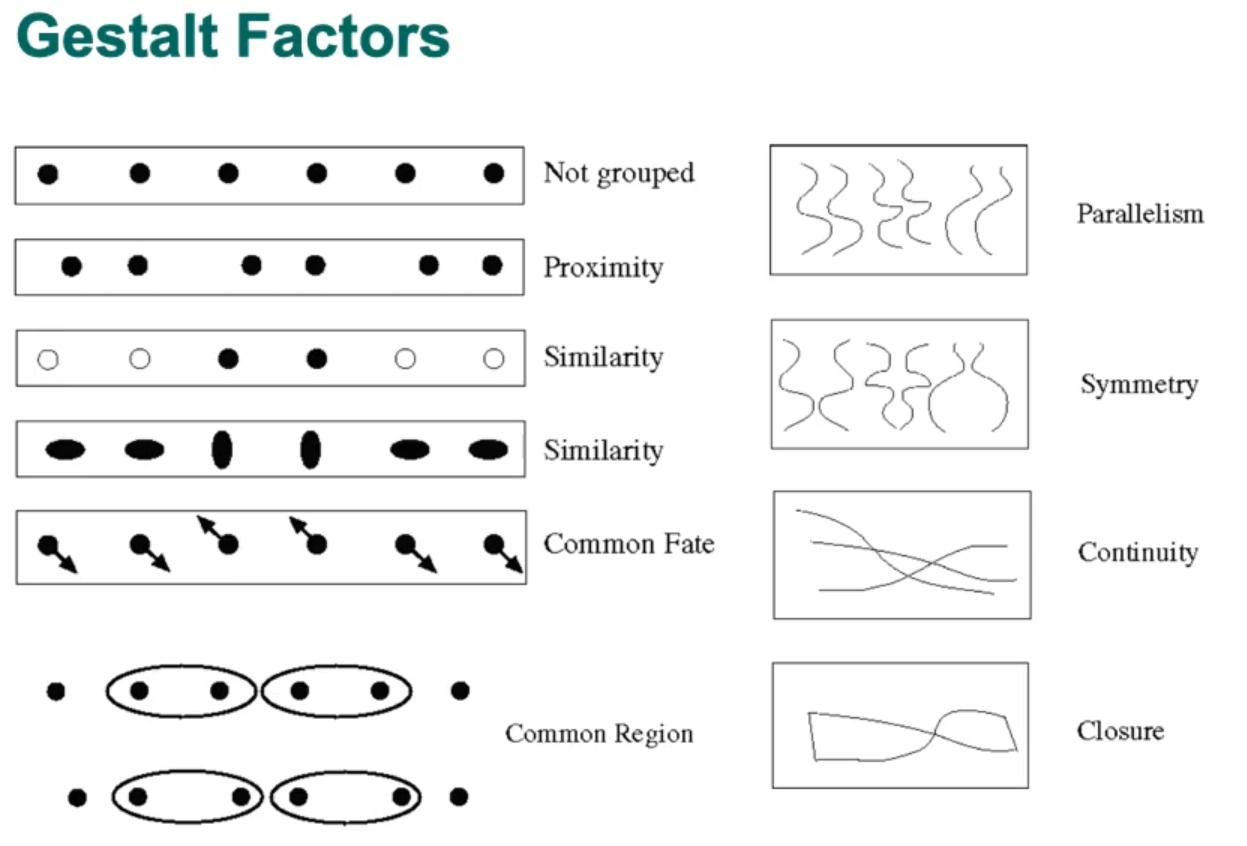 Gestalt Factors
Not grouped
Proximity
Similarity
Similarity
Common Fate
Common Region
Parallelism
Symmetry
Continuity
Closure